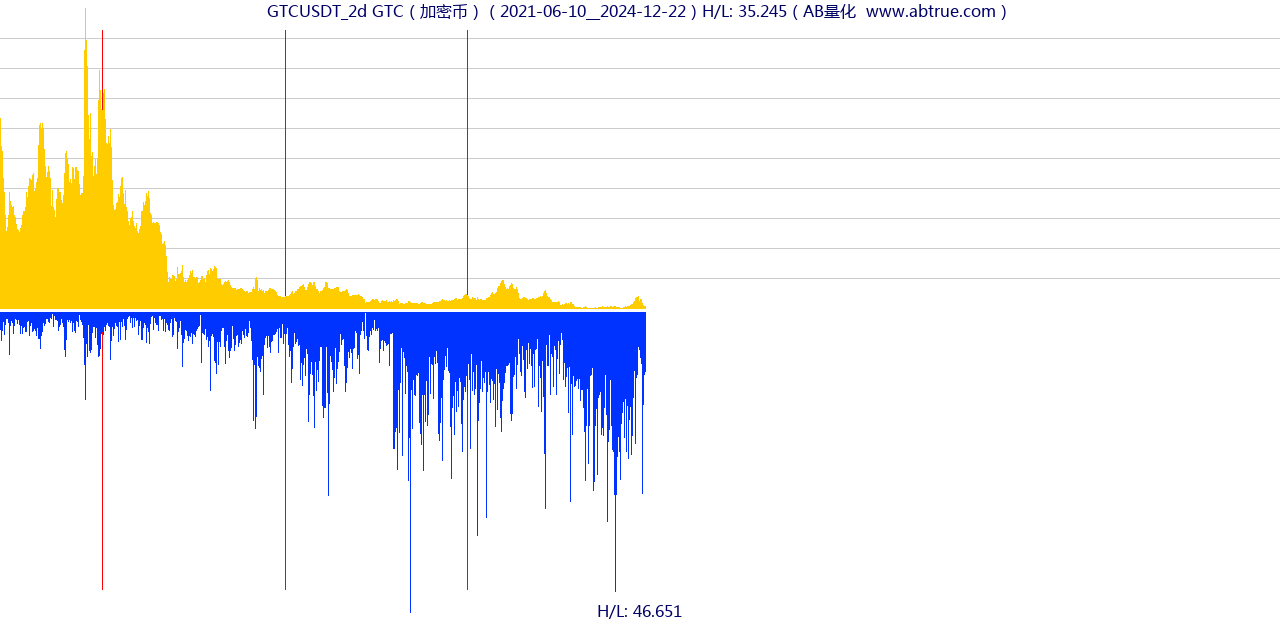 GTCUSDT_2d GTC（加密币）（2021-06-10__2024-12-22）H/L: 35.245（AB量化  www.abtrue.com）
H/L: 46.651